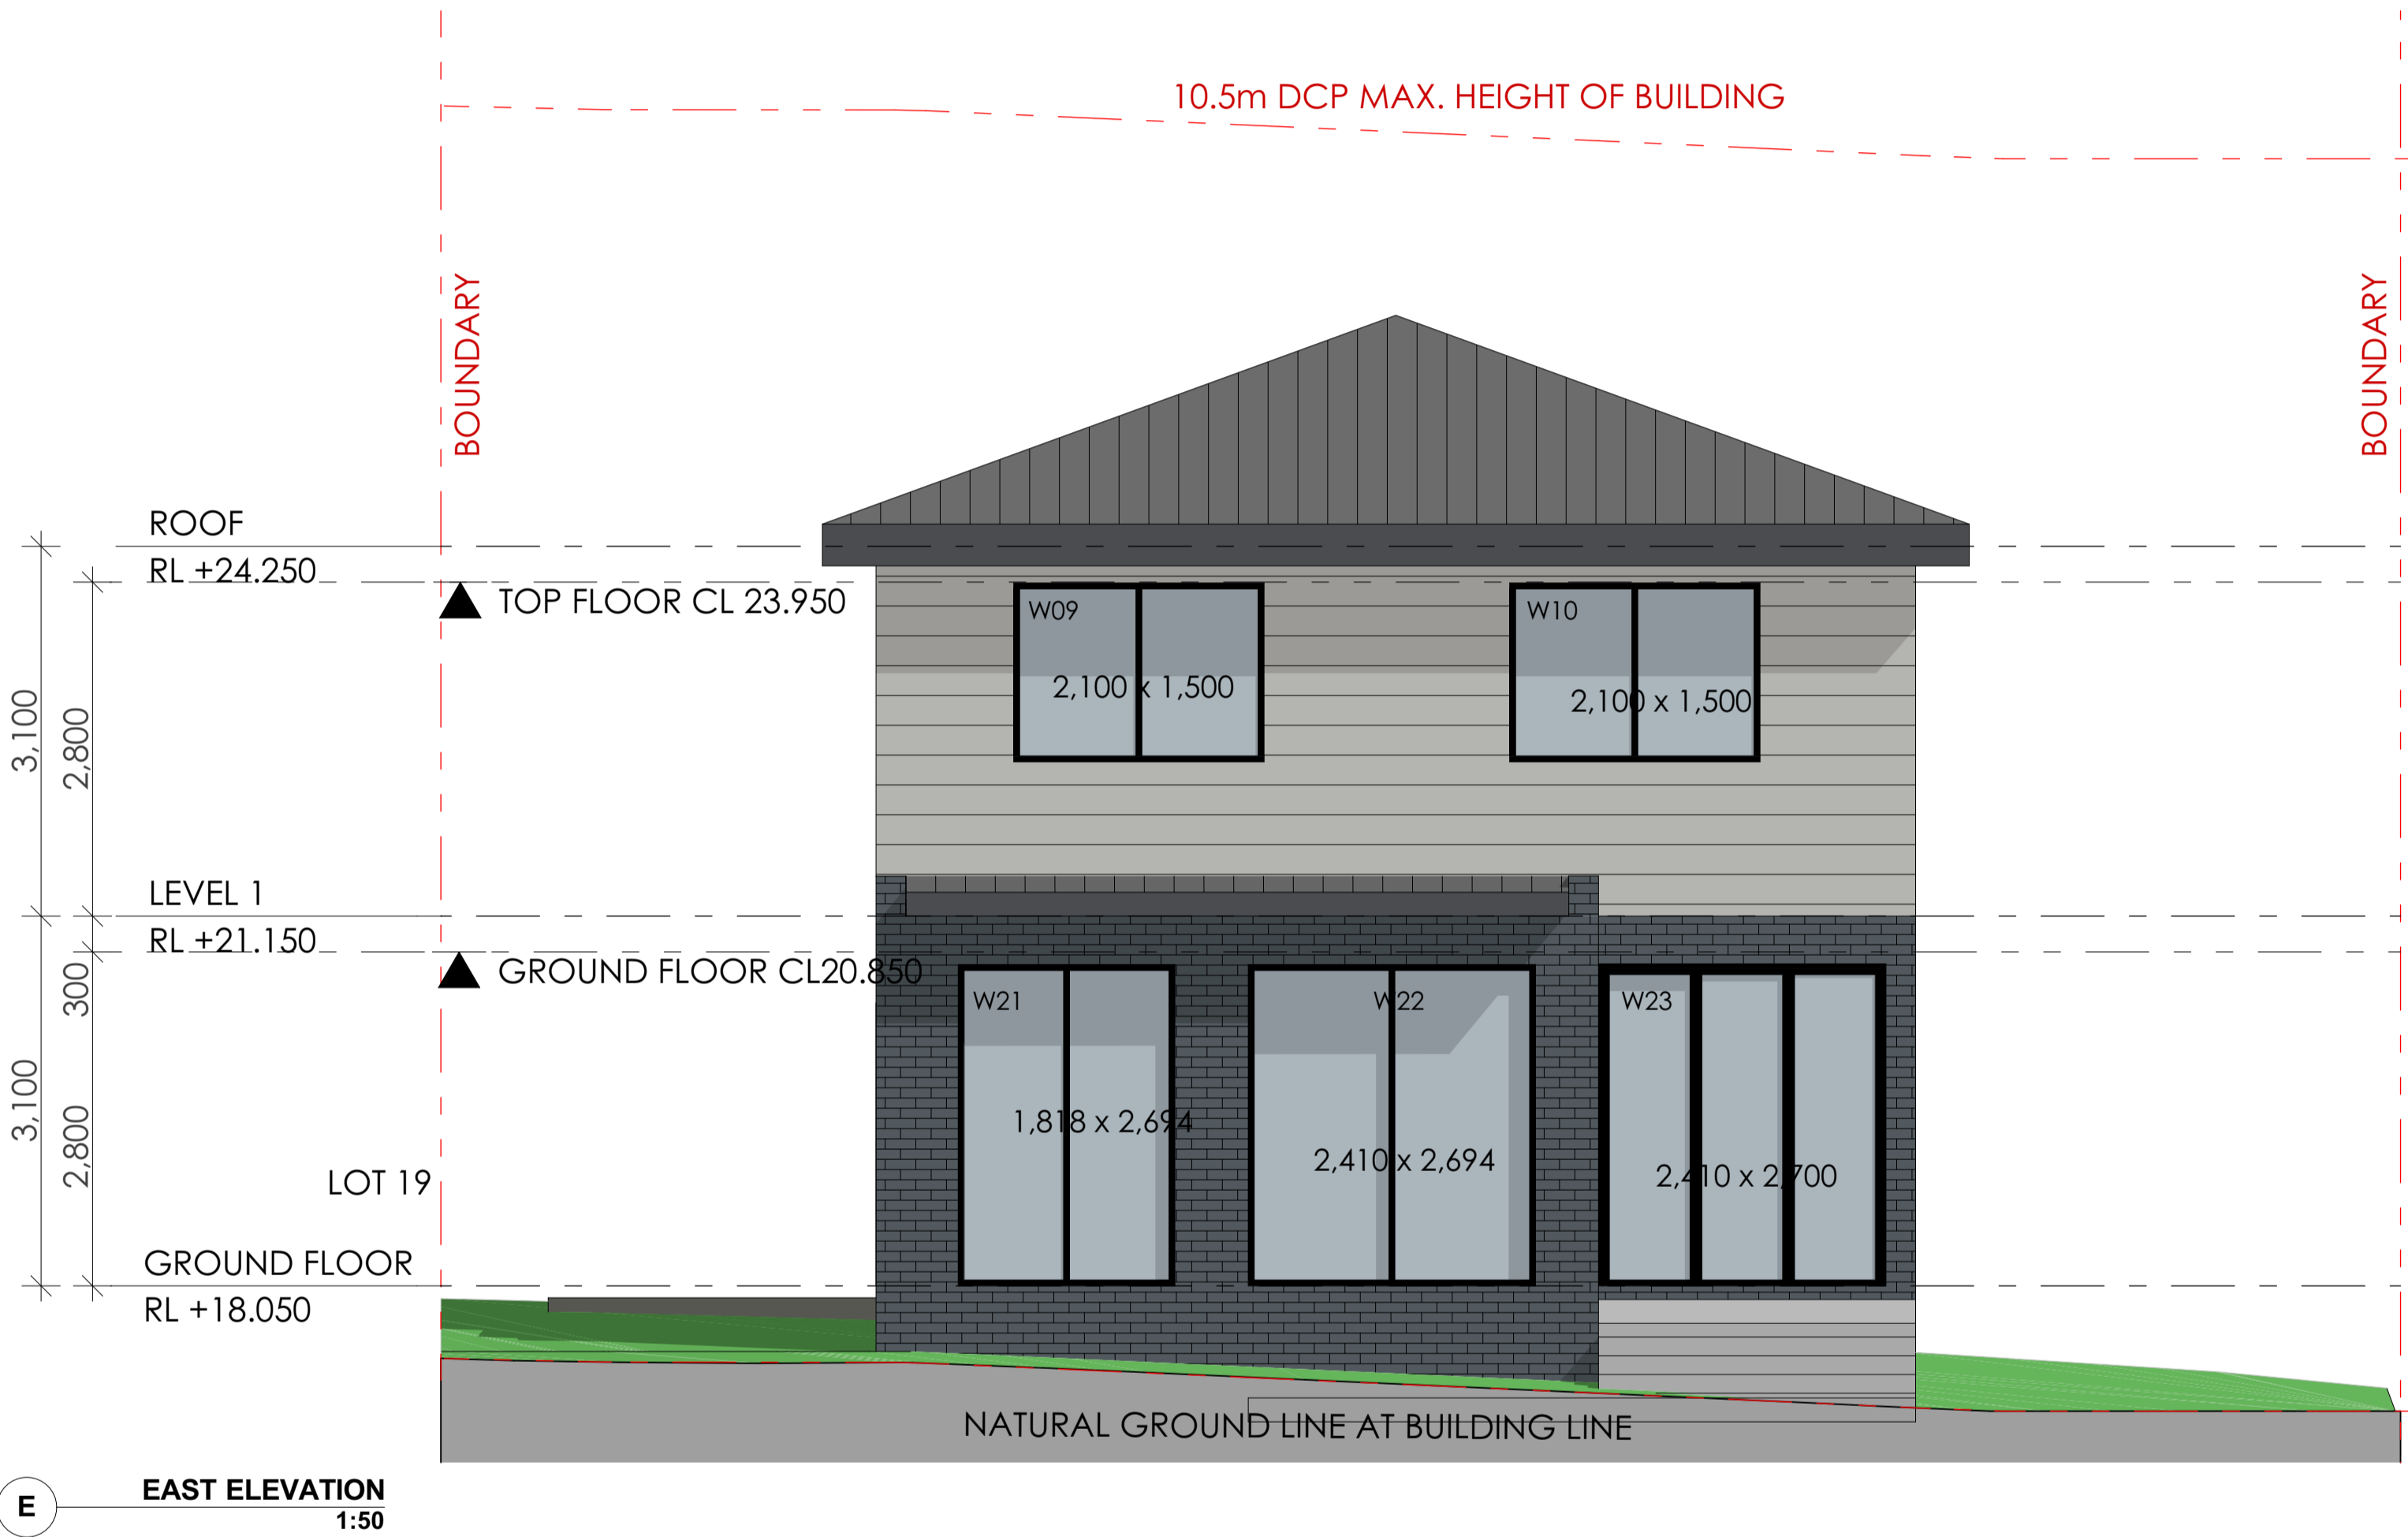 10.5m DCP MAX. HEIGHT OF BUILDING
BOUNDARY
BOUNDARY
ROOF
RL +24.250
TOP FLOOR CL 23.950
W09
W10
2,100 x 1,500
2,100 x 1,500
3,100
2,800
LEVEL 1
RL +21.150
GROUND FLOOR CL20.850
300
W21
W22
W23
3,100
2,800
1,818 x 2,694
2,410 x 2,694
2,410 x 2,700
LOT 19
GROUND FLOOR
RL +18.050
NATURAL GROUND LINE AT BUILDING LINE
E
EAST ELEVATION
1:50